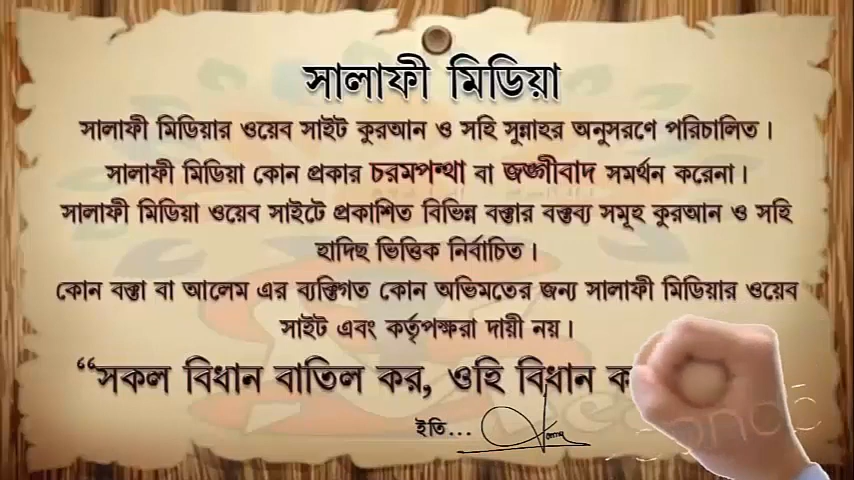 সালাফী মিডিয়া
সালাফী মিডিয়ার ওয়েব সাইট কুরআন ও সহি সুন্নাহর অনুসরণে পরিচালিত।
সালাফী মিডিয়া কোন প্রকার চরমপন্থা বা জঙ্গীবাদ সমর্থন করেনা।
সালাফী মিডিয়া ওয়েব সাইটে প্রকাশিত বিভিন্ন বক্তার বক্তব্য সমূহ কুরআন ও সহি
হাদিছ ভিত্তিক নির্বাচিত।
কোন বক্তা বা আলেম এর ব্যক্তিগত কোন অভিমতের জন্য সালাফী মিডিয়ার ওয়েব
সাইট এবং কর্তৃপক্ষরা দায়ী নয়।
“সকল বিধান বাতিল কর, ওহি বিধান ক
ইতি...